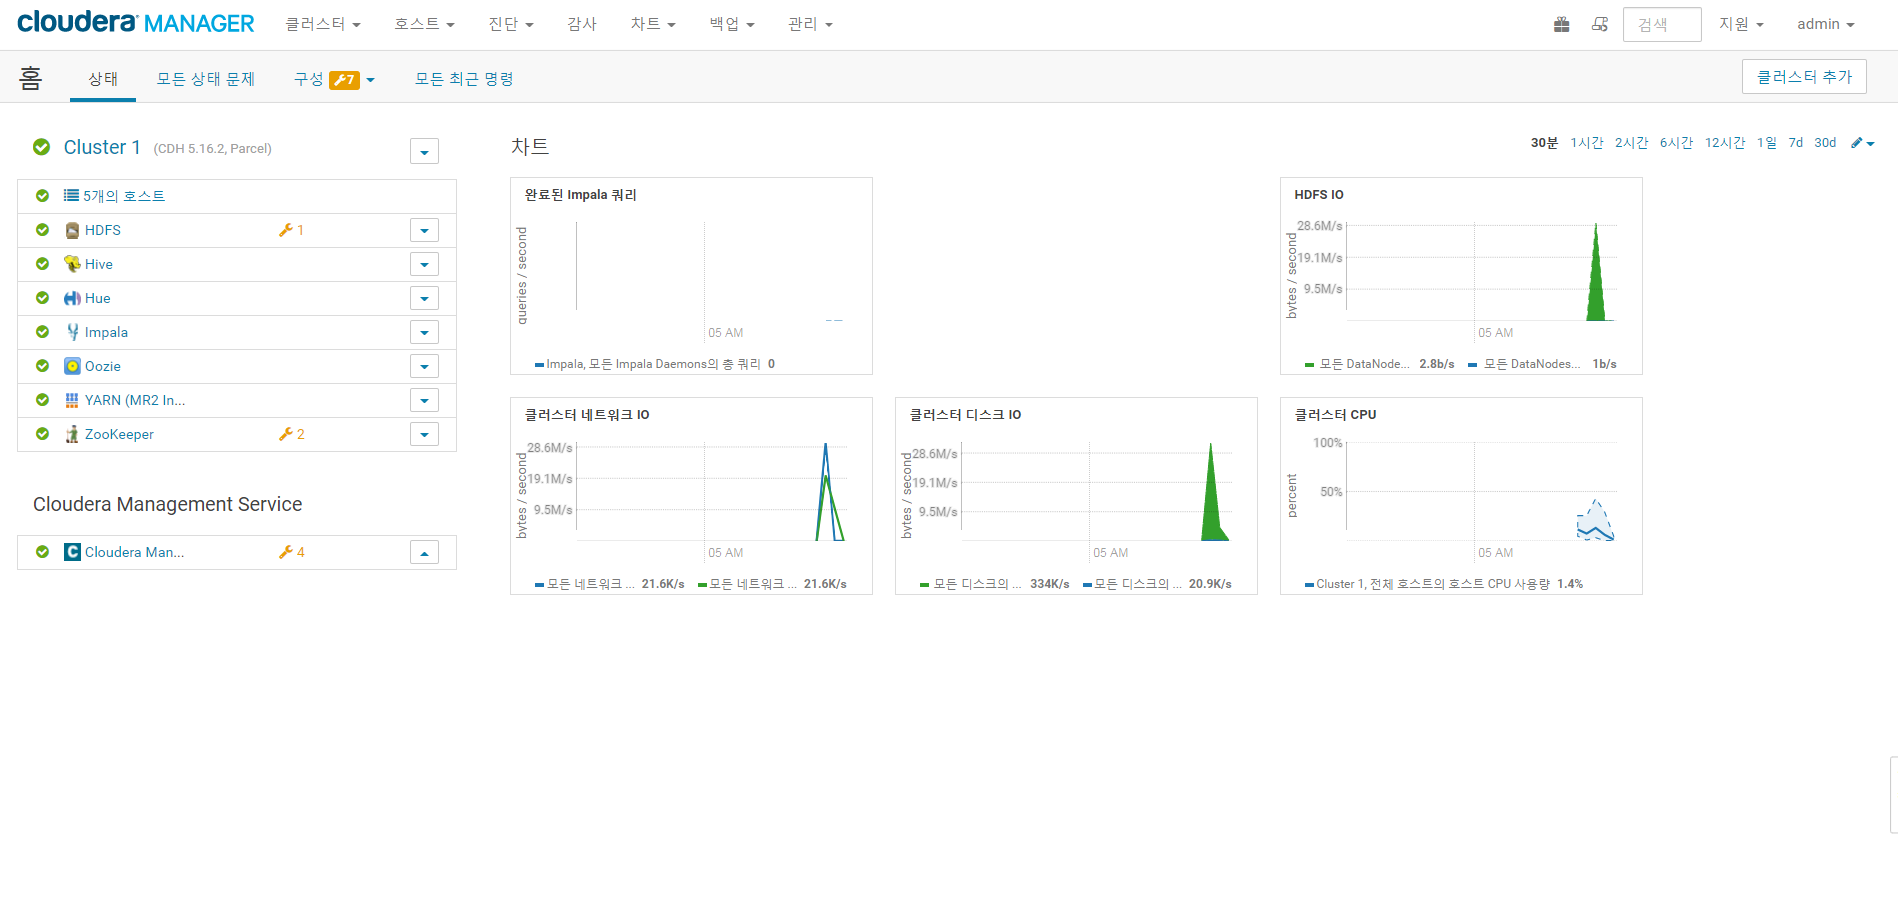 cloudera MANAGER 클러스터 호스트 진단 감사 차트 백업 관리 검색 지원 admin
홈 상태 모든 상태 문제 구성 7 모든 최근 명령 클러스터 추가
Cluster 1 (CDH 5.16.2, Parcel)
5개의 호스트
HDFS 1
Hive
Hue
Impala
Oozie
YARN (MR2 In...
ZooKeeper 2
Cloudera Management Service
Cloudera Man... 4
차트 30분 1시간 2시간 6시간 12시간 1일 7d 30d
완료된 Impala 쿼리
queries / second
05 AM
Impala, 모든 Impala Daemons의 총 쿼리 0
HDFS IO
bytes / second
28.6M/s
19.1M/s
9.5M/s
05 AM
모든 DataNode... 2.8b/s 모든 DataNodes... 1b/s
클러스터 네트워크 IO
bytes / second
28.6M/s
19.1M/s
9.5M/s
05 AM
모든 네트워크 ... 21.6K/s 모든 네트워크 ... 21.6K/s
클러스터 디스크 IO
bytes / second
28.6M/s
19.1M/s
9.5M/s
05 AM
모든 디스크의 ... 334K/s 모든 디스크의 ... 20.9K/s
클러스터 CPU
percent
100%
50%
05 AM
Cluster 1, 전체 호스트의 호스트 CPU 사용량 1.4%